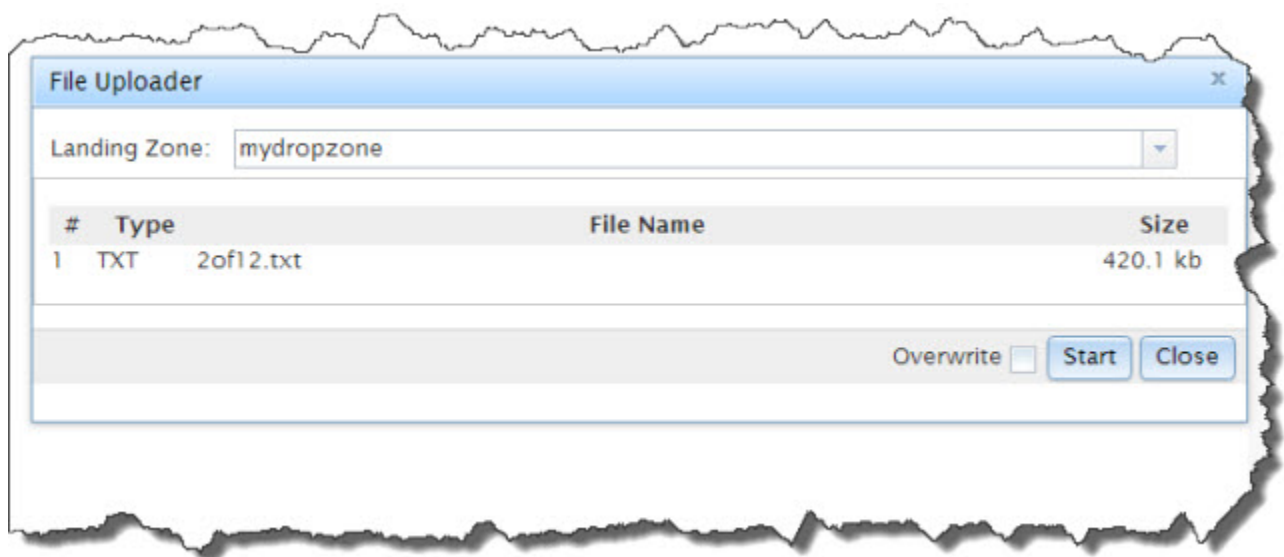 File Uploader x
Landing Zone: mydropzone
# Type File Name Size
1 TXT 2of12.txt 420.1 kb
Overwrite Start Close